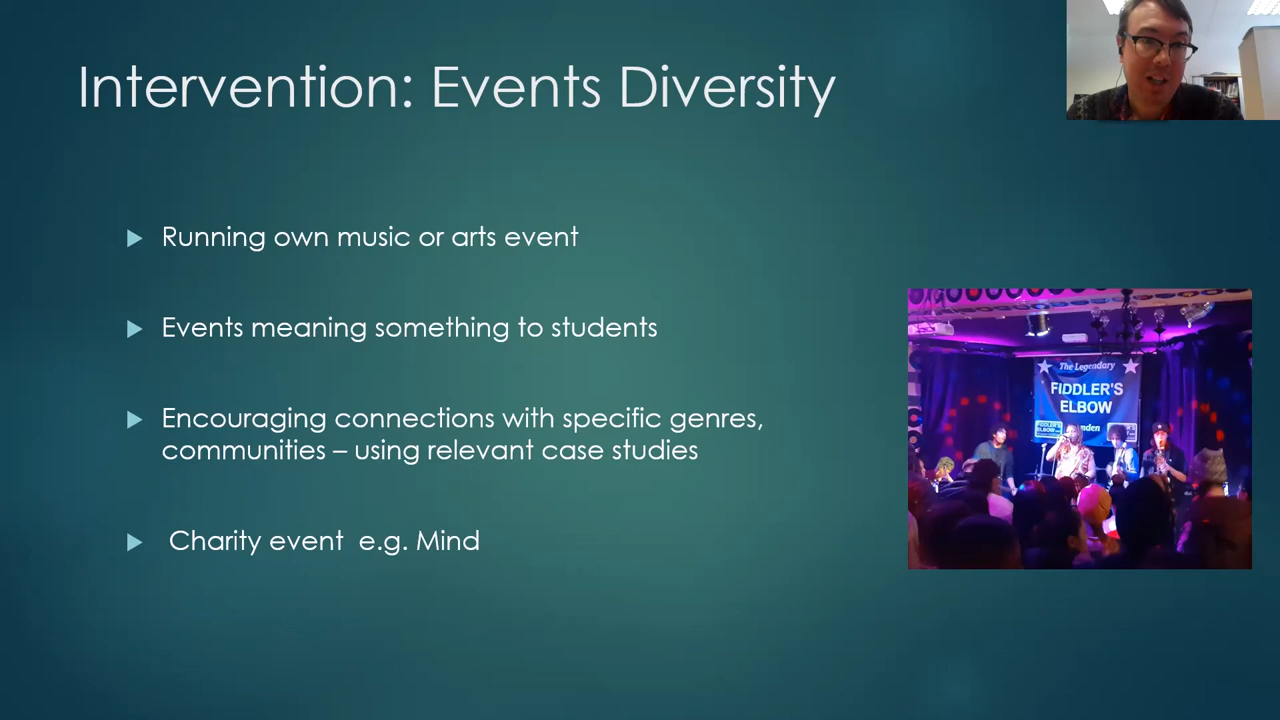 Intervention: Events Diversity
Running own music or arts event
Events meaning something to students
Encouraging connections with specific genres,
communities – using relevant case studies
Charity event e.g. Mind
The Legendary
FIDDLER'S
ELBOW